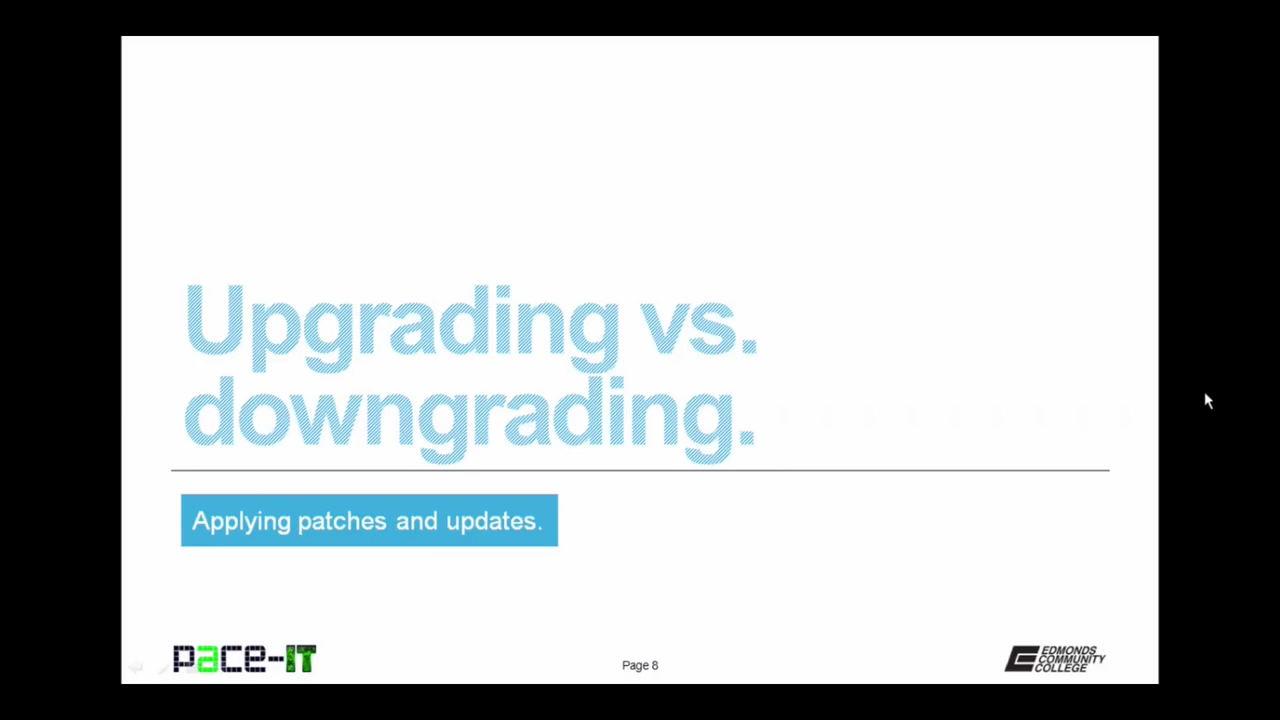 Upgrading vs.
downgrading.
Applying patches and updates.
pace-IT
Page 8
EDMONDS
COMMUNITY
COLLEGE